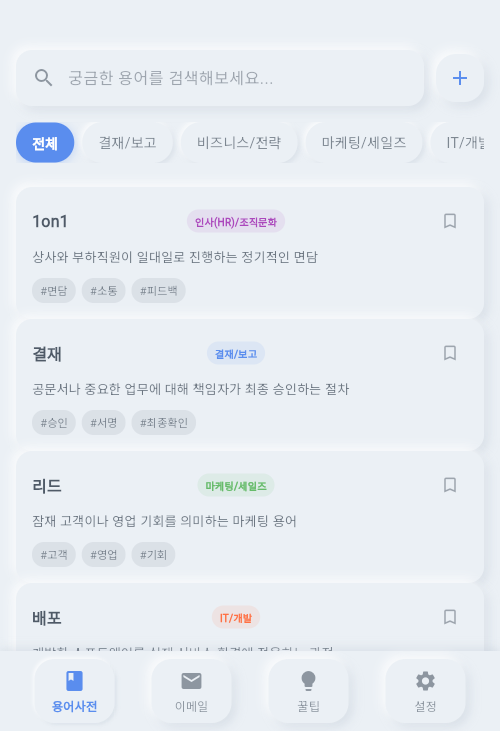 궁금한 용어를 검색해보세요...
전체 결재/보고 비즈니스/전략 마케팅/세일즈
1on1 인사(HR)/조직문화
상사와 부하직원이 일대일로 진행하는 정기적인 면담
#면담 #소통 #피드백
결재 결재/보고
공문서나 중요한 업무에 대해 책임자가 최종 승인하는 절차
#승인 #서명 #최종확인
리드 마케팅/세일즈
잠재 고객이나 영업 기회를 의미하는 마케팅 용어
#고객 #영업 #기회
배포 IT/개발
용어사전 이메일 꿀팁 설정